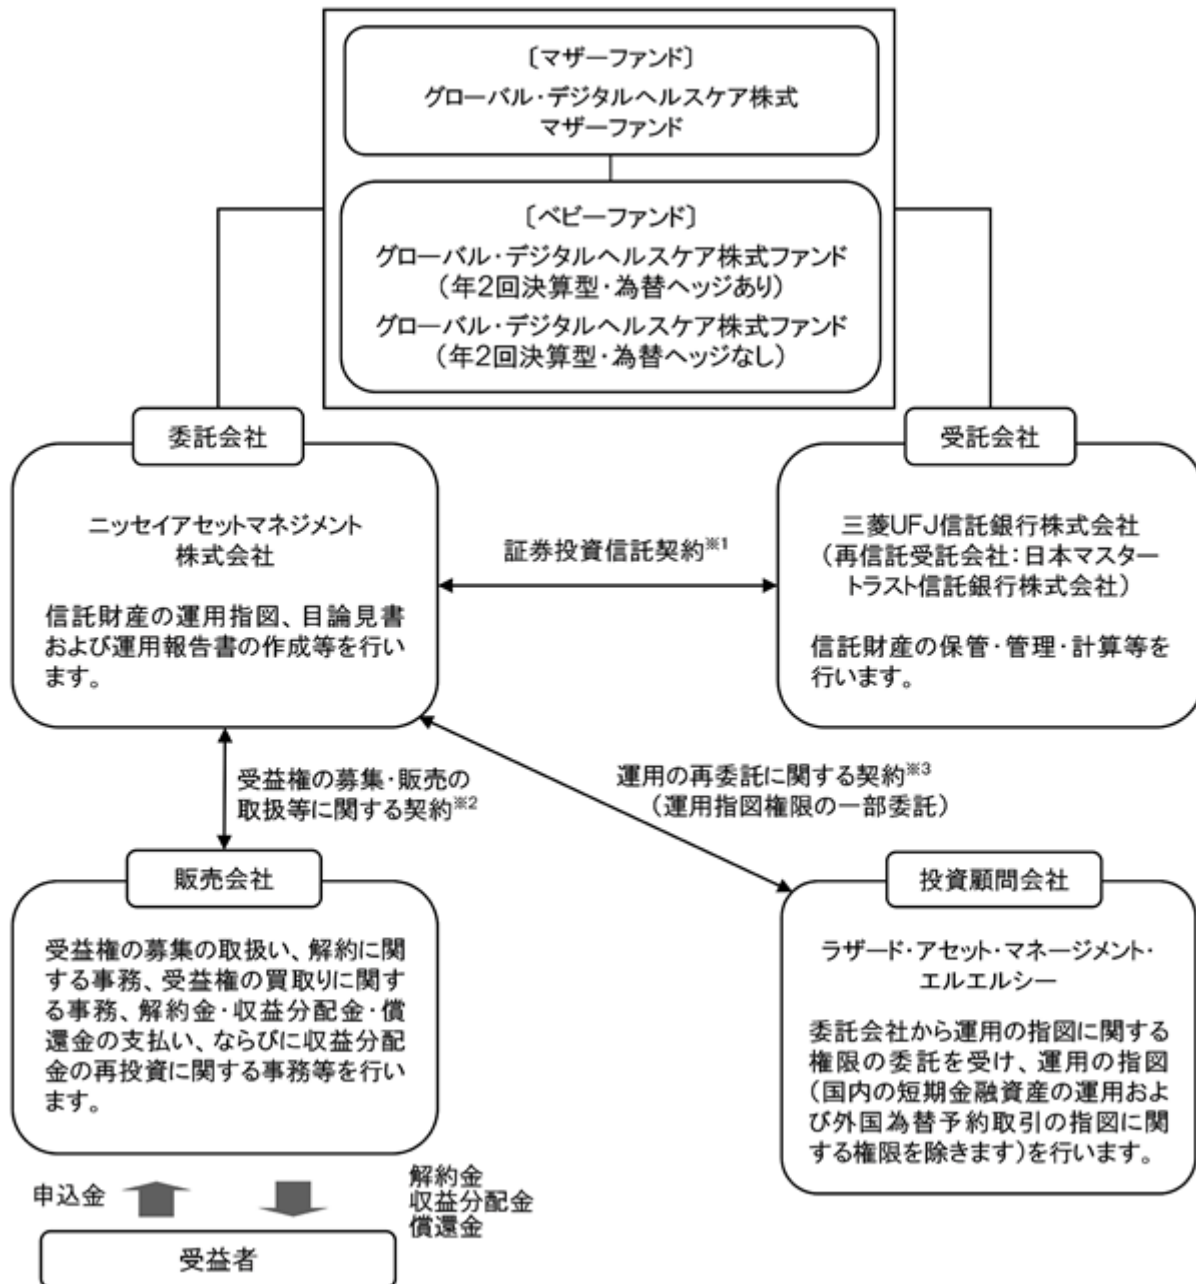 〔マザーファンド〕
グローバル・デジタルヘルスケア株式
マザーファンド
〔ベビーファンド〕
グローバル・デジタルヘルスケア株式ファンド
（年2回決算型・為替ヘッジあり）
グローバル・デジタルヘルスケア株式ファンド
（年2回決算型・為替ヘッジなし）
委託会社
ニッセイアセットマネジメント
株式会社
信託財産の運用指図、目論見書
および運用報告書の作成等を行い
ます。
証券投資信託契約※1
受託会社
三菱UFJ信託銀行株式会社
（再信託受託会社：日本マスター
トラスト信託銀行株式会社）
信託財産の保管・管理・計算等を
行います。
受益権の募集・販売の
取扱等に関する契約※2
運用の再委託に関する契約※3
（運用指図権限の一部委託）
販売会社
受益権の募集の取扱い、解約に関
する事務、受益権の買取りに関す
る事務、解約金・収益分配金・償
還金の支払い、ならびに収益分配
金の再投資に関する事務等を行い
ます。
投資顧問会社
ラザード・アセット・マネージメント・
エルエルシー
委託会社から運用の指図に関する
権限の委託を受け、運用の指図
（国内の短期金融資産の運用およ
び外国為替予約取引の指図に関
する権限を除きます）を行います。
申込金
解約金
収益分配金
償還金
受益者